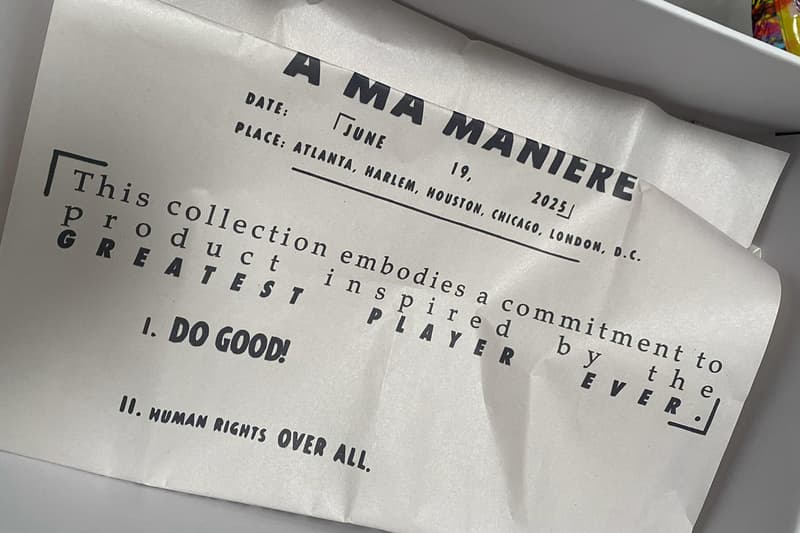 A MA MANIERE
DATE: 「JUNE 19, 2025」
PLACE: ATLANTA, HARLEM, HOUSTON, CHICAGO, LONDON, D.C.
「This collection embodies a commitment to
product inspired by the
GREATEST PLAYER EVER.」
I. DO GOOD!
II. HUMAN RIGHTS OVER ALL.